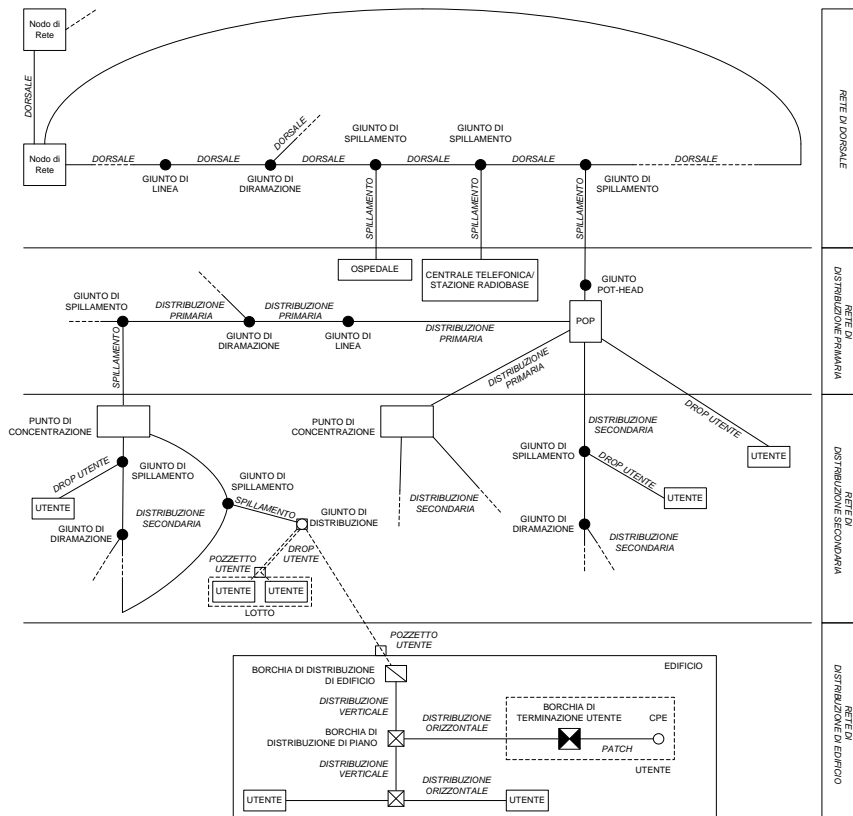 Nodo di
Rete
DORSALE
Nodo di
Rete
DORSALE
GIUNTO DI
LINEA
DORSALE
DORSALE
GIUNTO DI
DIRAMAZIONE
DORSALE
GIUNTO DI
SPILLAMENTO
DORSALE
GIUNTO DI
SPILLAMENTO
DORSALE
GIUNTO DI
SPILLAMENTO
DORSALE
SPILLAMENTO
SPILLAMENTO
SPILLAMENTO
RETE DI DORSALE
OSPEDALE
CENTRALE TELEFONICA/
STAZIONE RADIOBASE
GIUNTO
POT-HEAD
POP
GIUNTO DI
SPILLAMENTO
DISTRIBUZIONE
PRIMARIA
DISTRIBUZIONE
PRIMARIA
GIUNTO DI
DIRAMAZIONE
GIUNTO DI
LINEA
DISTRIBUZIONE
PRIMARIA
SPILLAMENTO
DISTRIBUZIONE
PRIMARIA
RETE DI
DISTRIBUZIONE PRIMARIA
PUNTO DI
CONCENTRAZIONE
PUNTO DI
CONCENTRAZIONE
DISTRIBUZIONE
SECONDARIA
DROP UTENTE
UTENTE
GIUNTO DI
SPILLAMENTO
DROP UTENTE
UTENTE
GIUNTO DI
DIRAMAZIONE
DISTRIBUZIONE
SECONDARIA
DROP UTENTE
GIUNTO DI
SPILLAMENTO
UTENTE
GIUNTO DI
DIRAMAZIONE
DISTRIBUZIONE
SECONDARIA
GIUNTO DI
SPILLAMENTO
SPILLAMENTO
GIUNTO DI
DISTRIBUZIONE
DISTRIBUZIONE
SECONDARIA
DROP
UTENTE
POZZETTO
UTENTE
UTENTE
UTENTE
LOTTO
RETE DI
DISTRIBUZIONE SECONDARIA
POZZETTO
UTENTE
EDIFICIO
BORCHIA DI DISTRIBUZIONE
DI EDIFICIO
DISTRIBUZIONE
VERTICALE
BORCHIA DI
DISTRIBUZIONE DI PIANO
DISTRIBUZIONE
ORIZZONTALE
BORCHIA DI
TERMINAZIONE UTENTE
CPE
PATCH
UTENTE
DISTRIBUZIONE
VERTICALE
DISTRIBUZIONE
ORIZZONTALE
UTENTE
UTENTE
RETE DI
DISTRIBUZIONE DI EDIFICIO